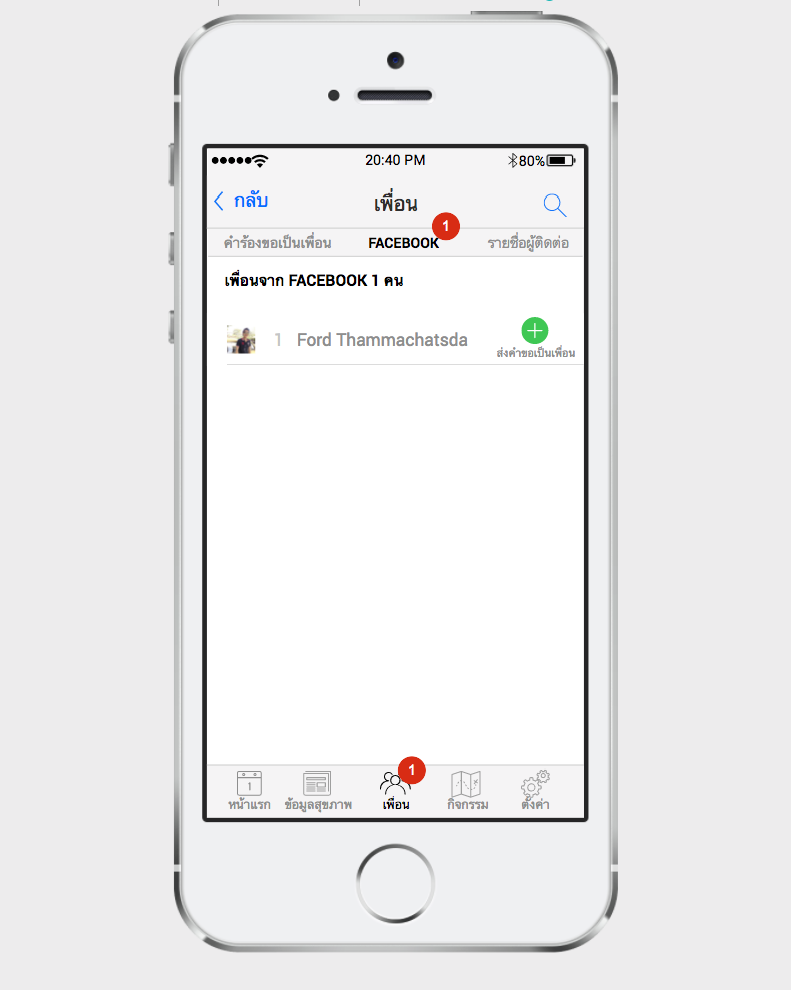 20:40 PM
80%
กลับ
เพื่อน
1
คำร้องขอเป็นเพื่อน
FACEBOOK
รายชื่อผู้ติดต่อ
เพื่อนจาก FACEBOOK 1 คน
1 Ford Thammachatsda
ส่งคำขอเป็นเพื่อน
1
1
หน้าแรก
ข้อมูลสุขภาพ
เพื่อน
กิจกรรม
ตั้งค่า